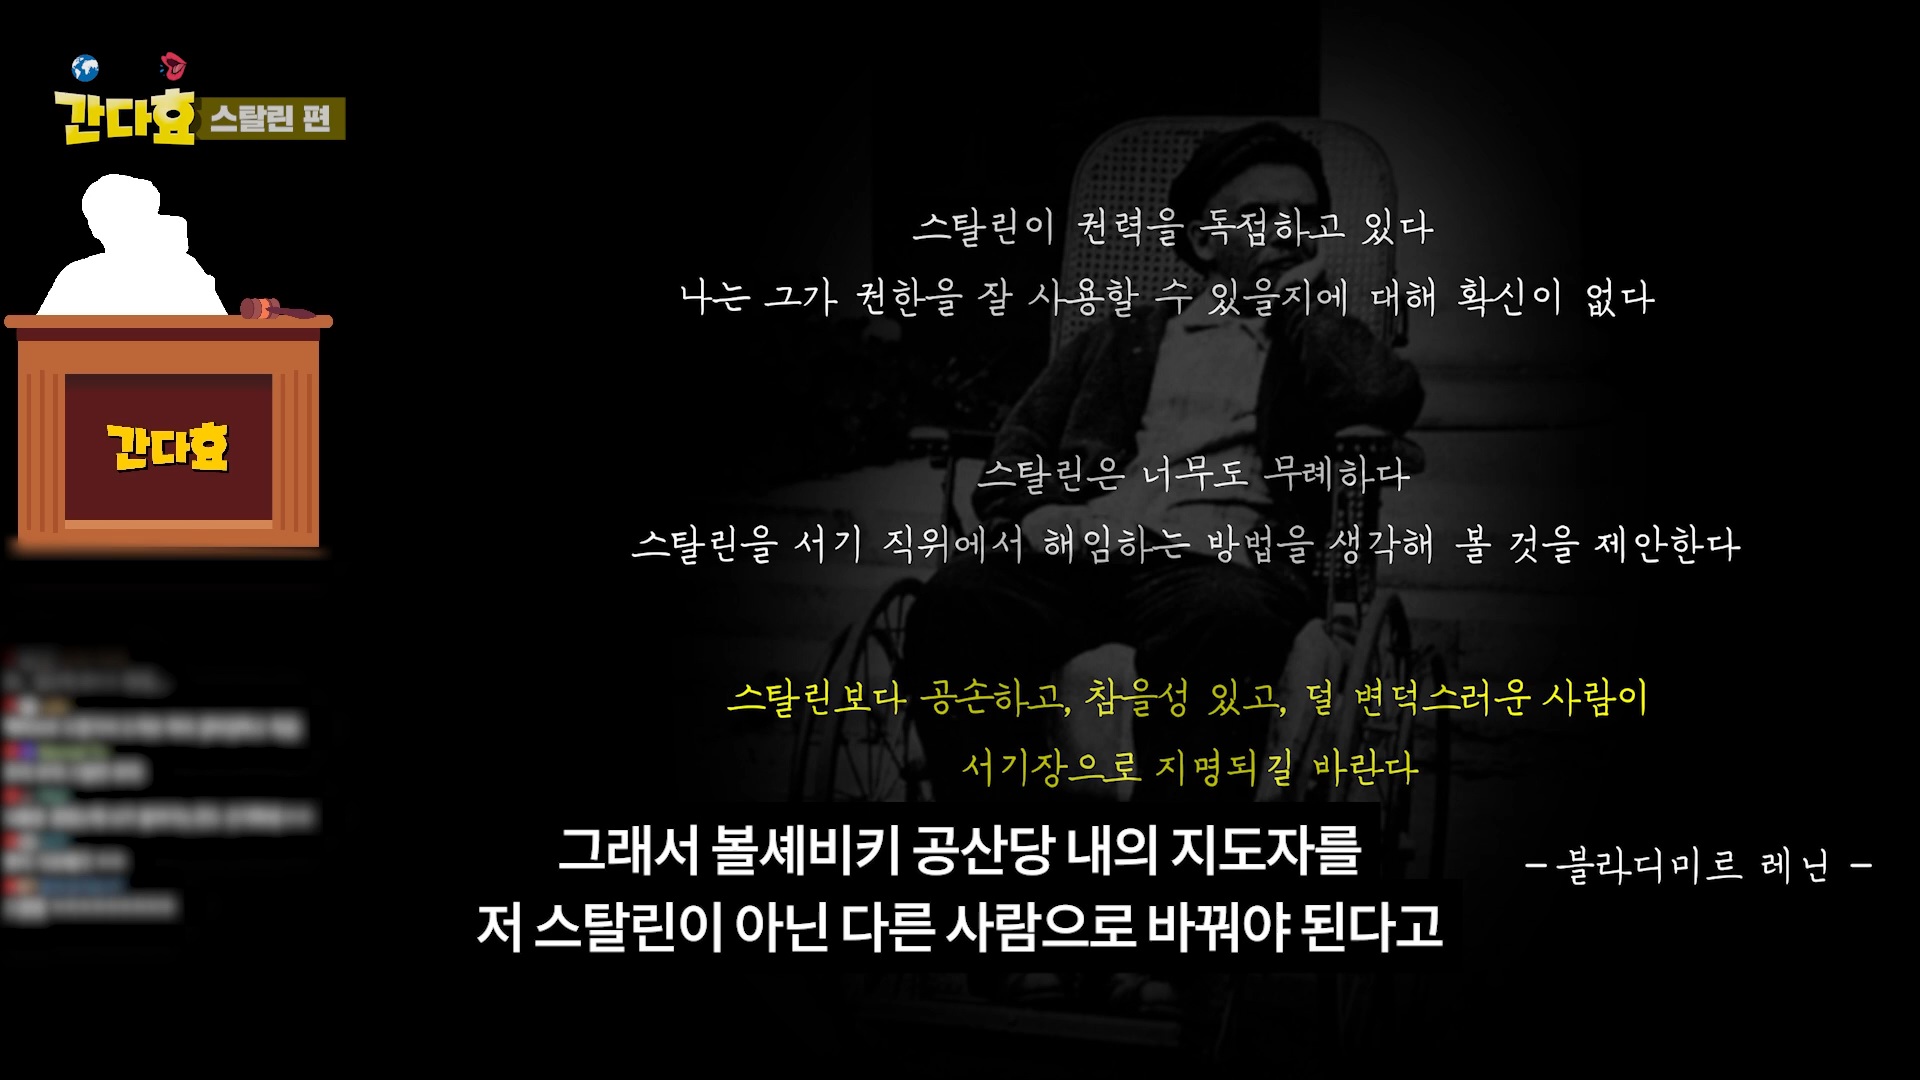 간다효 스탈린 편
스탈린이 권력을 독점하고 있다
나는 그가 권한을 잘 사용할 수 있을지에 대해 확신이 없다
간다효
스탈린은 너무도 무례하다
스탈린을 서기 직위에서 해임하는 방법을 생각해 볼 것을 제안한다
스탈린보다 공손하고, 참을성 있고, 덜 변덕스러운 사람이
서기장으로 지명되길 바란다
- 블라디미르 레닌 -
그래서 볼셰비키 공산당 내의 지도자를
저 스탈린이 아닌 다른 사람으로 바꿔야 된다고